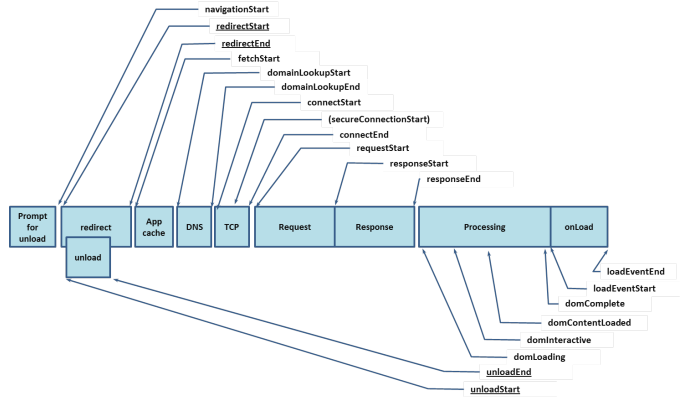 navigationStart
redirectStart
redirectEnd
fetchStart
domainLookupStart
domainLookupEnd
connectStart
(secureConnectionStart)
connectEnd
requestStart
responseStart
responseEnd
Prompt
for
unload
redirect
unload
App
cache
DNS
TCP
Request
Response
Processing
onLoad
loadEventEnd
loadEventStart
domComplete
domContentLoaded
domInteractive
domLoading
unloadEnd
unloadStart